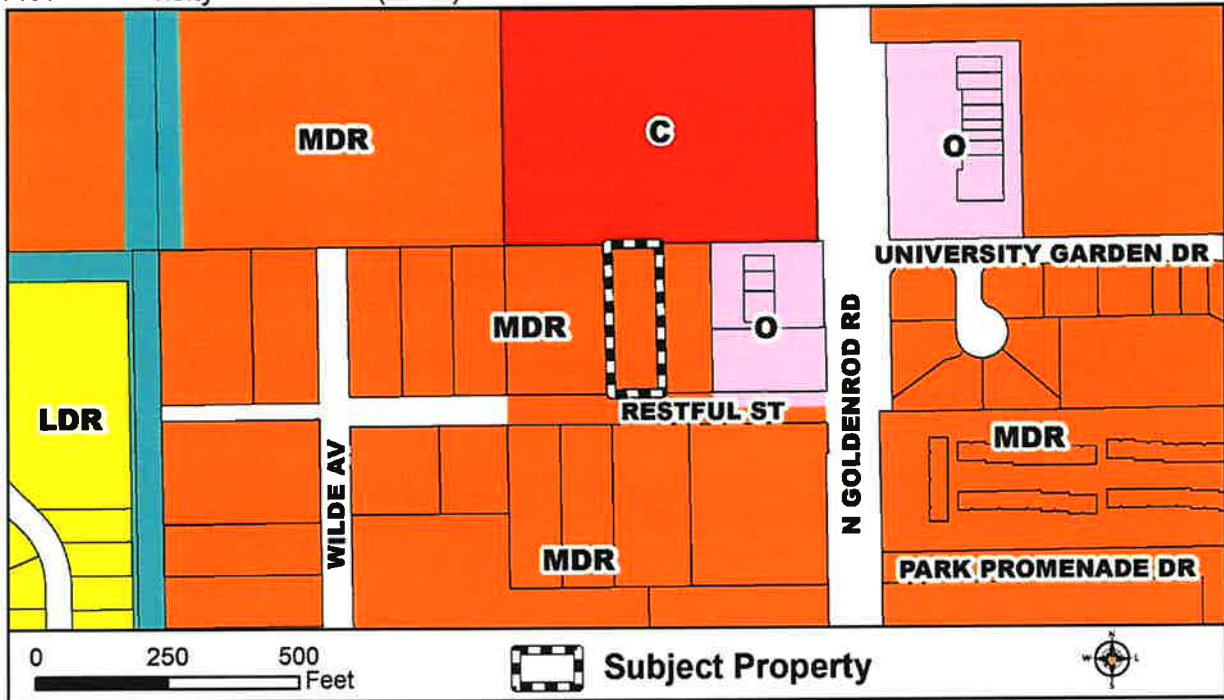 MDR
C
O
UNIVERSITY GARDEN DR
MDR
O
RESTFUL ST
LDR
MDR
WILDE AV
N GOLDENROD RD
MDR
PARK PROMENADE DR
0 250 500
Feet
Subject Property
N
W
S